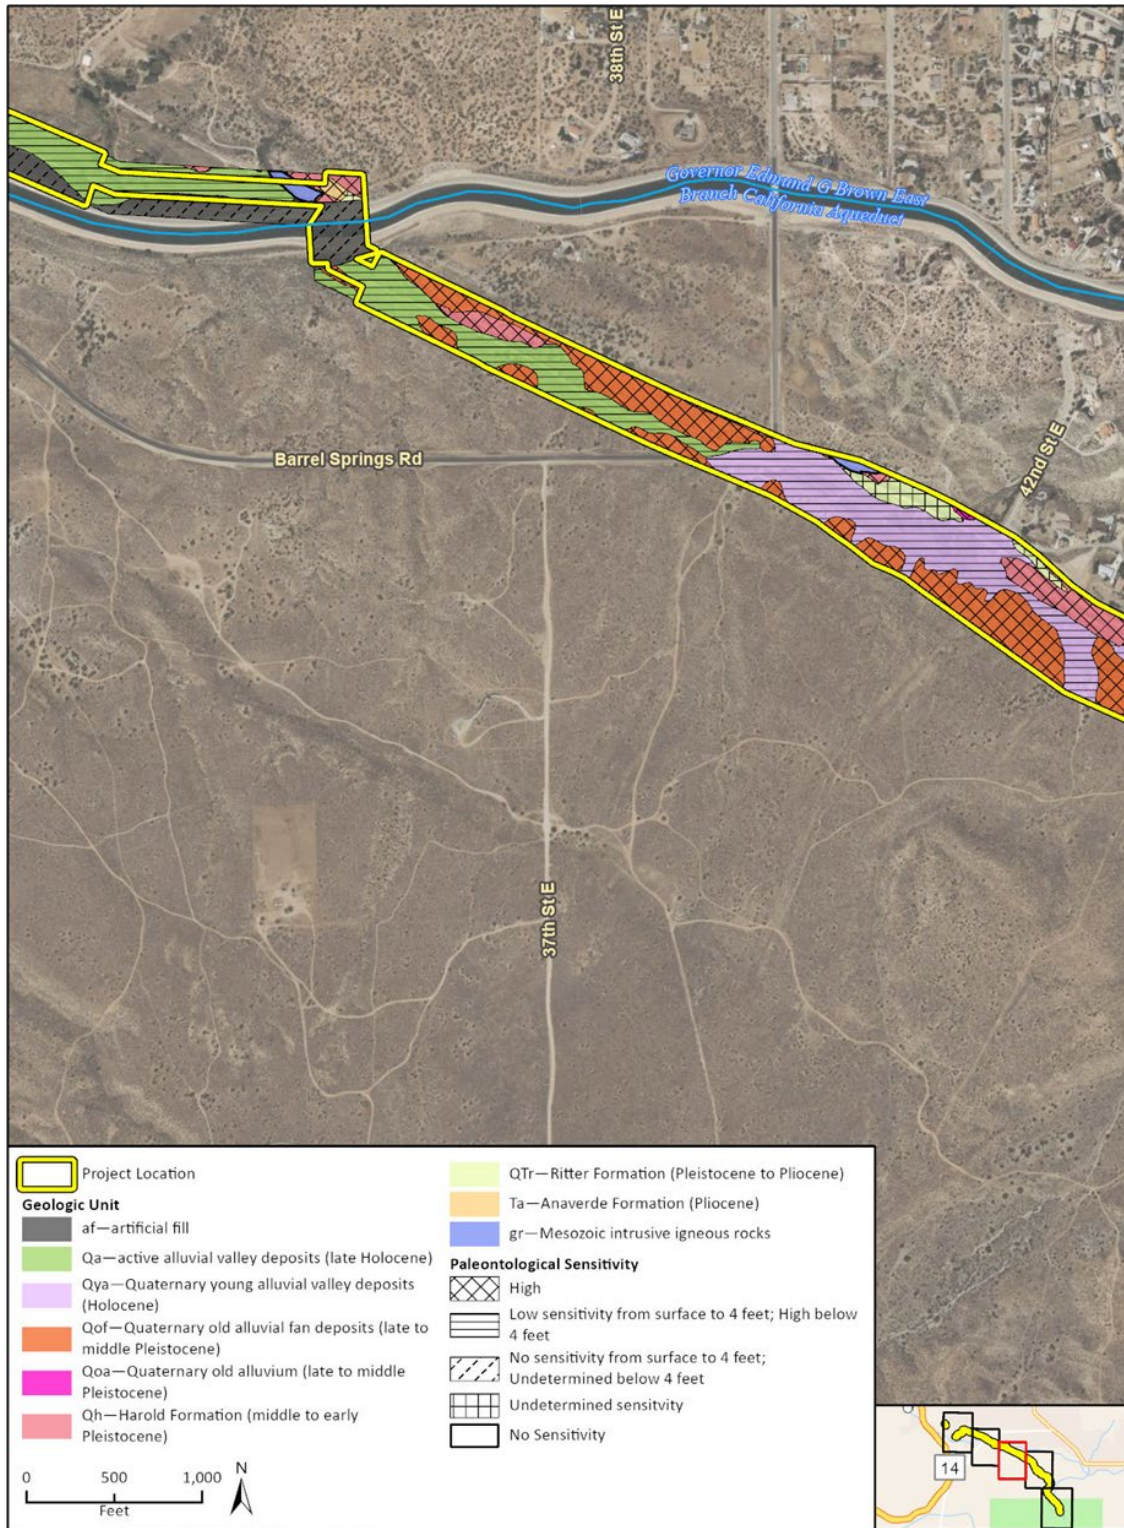 38th St E
Governor Edmund G Brown East
Branch California Aqueduct
Barrel Springs Rd
42nd St E
37th St E
Project Location
Geologic Unit
af—artificial fill
Qa—active alluvial valley deposits (late Holocene)
Qya—Quaternary young alluvial valley deposits
(Holocene)
Qof—Quaternary old alluvial fan deposits (late to
middle Pleistocene)
Qoa—Quaternary old alluvium (late to middle
Pleistocene)
Qh—Harold Formation (middle to early
Pleistocene)
QTr—Ritter Formation (Pleistocene to Pliocene)
Ta—Anaverde Formation (Pliocene)
gr—Mesozoic intrusive igneous rocks
Paleontological Sensitivity
High
Low sensitivity from surface to 4 feet; High below
4 feet
No sensitivity from surface to 4 feet;
Undetermined below 4 feet
Undetermined sensitvity
No Sensitivity
0 500 1,000
Feet
N
14